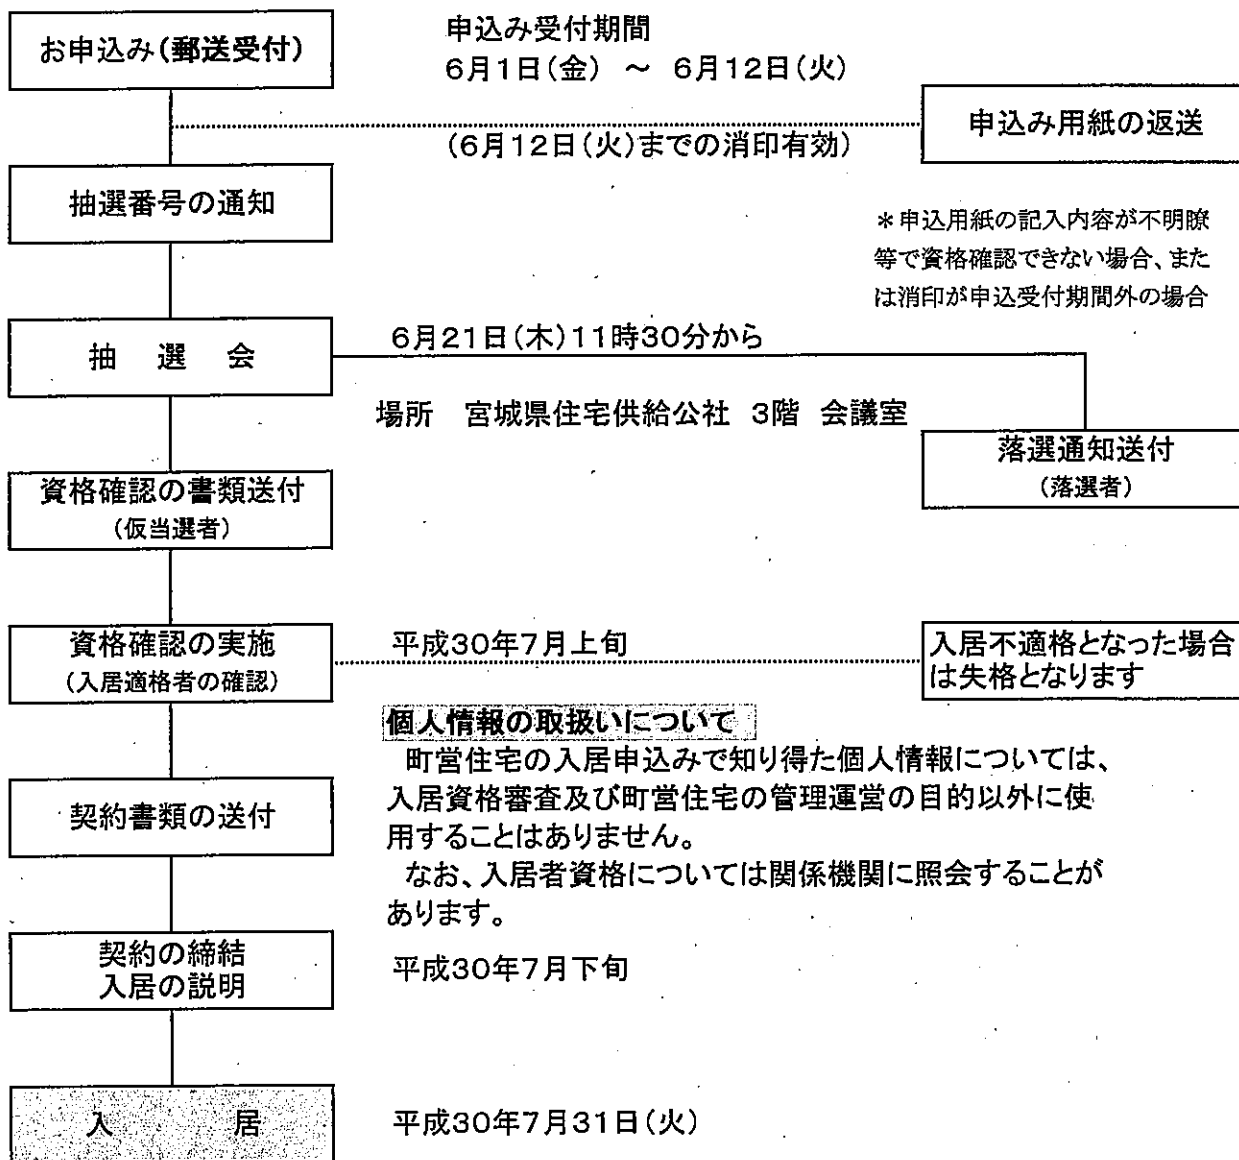 お申込み(郵送受付)
申込み受付期間
6月1日(金) ～ 6月12日(火)
(6月12日(火)までの消印有効)
申込み用紙の返送
＊申込用紙の記入内容が不明瞭
等で資格確認できない場合、また
は消印が申込受付期間外の場合
抽選番号の通知
抽 選 会
6月21日(木)11時30分から
場所 宮城県住宅供給公社 3階 会議室
落選通知送付
(落選者)
資格確認の書類送付
(仮当選者)
資格確認の実施
(入居適格者の確認)
平成30年7月上旬
入居不適格となった場合
は失格となります
個人情報の取扱いについて
町営住宅の入居申込みで知り得た個人情報については、
入居資格審査及び町営住宅の管理運営の目的以外に使
用することはありません。
なお、入居者資格については関係機関に照会することが
あります。
契約書類の送付
契約の締結
入居の説明
平成30年7月下旬
入 居
平成30年7月31日(火)